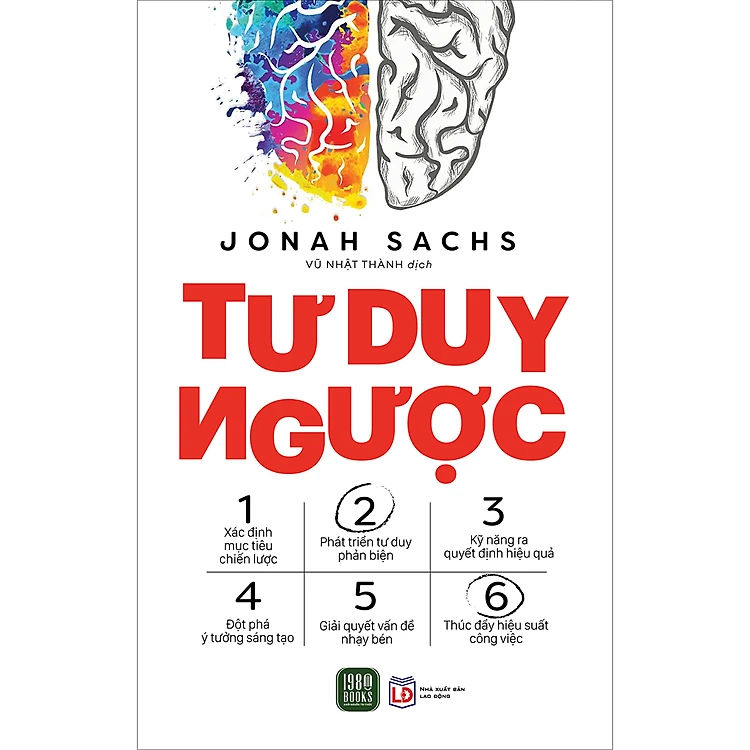 JONAH SACHS
VŨ NHẬT THÀNH dịch
TƯ DUY
NGƯỢC
1
Xác định
mục tiêu
chiến lược
2
Phát triển tư duy
phản biện
3
Kỹ năng ra
quyết định hiệu quả
4
Đột phá
ý tưởng sáng tạo
5
Giải quyết vấn đề
nhạy bén
6
Thúc đẩy hiệu suất
công việc
1980
BOOKS
LĐ
NHÀ XUẤT BẢN
LAO ĐỘNG